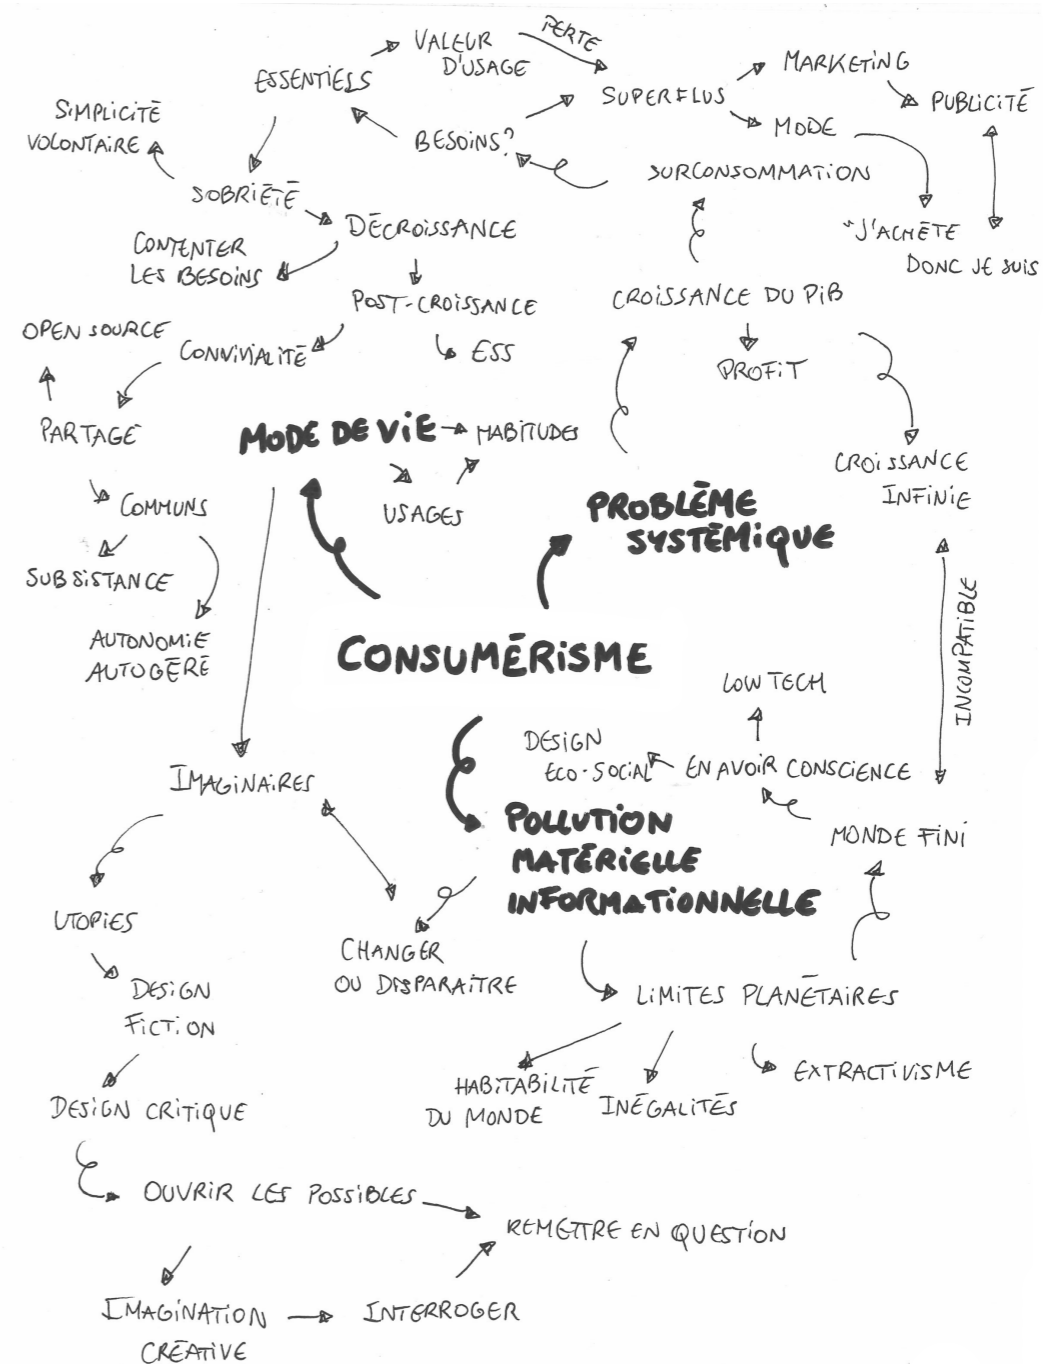 VALEUR
D'USAGE
PERTE
ESSENTIELS
SUPERFLUS
MARKETING
PUBLICITÉ
SIMPLICITÉ
VOLONTAIRE
BESOINS?
MODE
SURCONSOMMATION
SOBRIÉTÉ
DÉCROISSANCE
"J'ACHÈTE
DONC JE SUIS
CONTENTER
LES BESOINS
POST-CROISSANCE
CROISSANCE DU PIB
OPEN SOURCE
CONVIVIALITÉ
ESS
PROFIT
PARTAGE
MODE DE VIE
HABITUDES
CROISSANCE
INFINIE
COMMUNS
USAGES
PROBLÈME
SYSTÉMIQUE
SUBSISTANCE
AUTONOMIE
AUTOGÉRÉ
INCOMPATIBLE
CONSUMÉRISME
LOW TECH
DESIGN
ECO-SOCIAL
EN AVOIR CONSCIENCE
IMAGINAIRES
POLLUTION
MATÉRIELLE
INFORMATIONNELLE
MONDE FINI
UTOPIES
CHANGER
OU DISPARAITRE
DESIGN
FICTION
LIMITES PLANÉTAIRES
HABITABILITÉ
DU MONDE
INÉGALITÉS
EXTRACTIVISME
DESIGN CRITIQUE
OUVRIR LES POSSIBLES
REMETTRE EN QUESTION
IMAGINATION
CRÉATIVE
INTERROGER